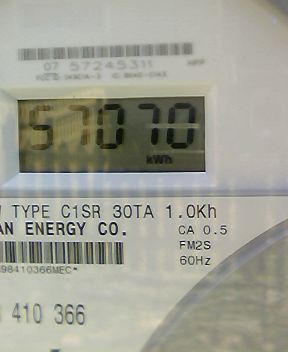 07 57245311
57070
kWh
TYPE C1SR 30TA 1.0Kh
AN ENERGY CO.
CA 0.5
FM2S
60Hz
98410366MEC*
410 366